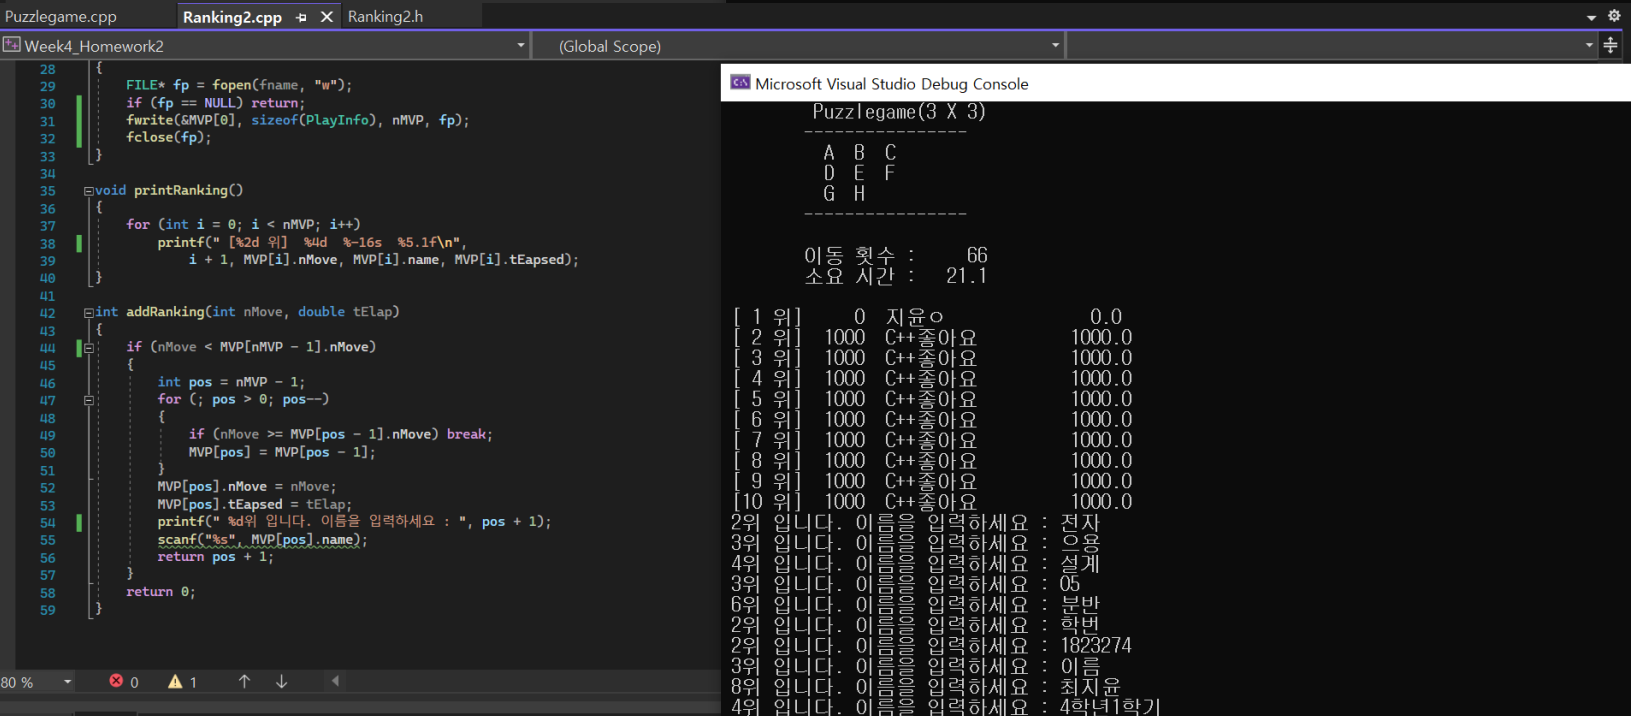 Puzzlegame.cpp Ranking2.cpp Ranking2.h
Week4_Homework2 (Global Scope)
28 {
29 FILE* fp = fopen(fname, "w");
30 if (fp == NULL) return;
31 fwrite(&MVP[0], sizeof(PlayInfo), nMVP, fp);
32 fclose(fp);
33 }
34
35 void printRanking()
36 {
37 for (int i = 0; i < nMVP; i++)
38 printf(" [%2d 위]  %4d  %-16s  %5.1f\n",
39 i + 1, MVP[i].nMove, MVP[i].name, MVP[i].tEapsed);
40 }
41
42 int addRanking(int nMove, double tElap)
43 {
44 if (nMove < MVP[nMVP - 1].nMove)
45 {
46 int pos = nMVP - 1;
47 for (; pos > 0; pos--)
48 {
49 if (nMove >= MVP[pos - 1].nMove) break;
50 MVP[pos] = MVP[pos - 1];
51 }
52 MVP[pos].nMove = nMove;
53 MVP[pos].tEapsed = tElap;
54 printf(" %d위 입니다. 이름을 입력하세요 : ", pos + 1);
55 scanf("%s", MVP[pos].name);
56 return pos + 1;
57 }
58 return 0;
59 }
80 % 0 1
Microsoft Visual Studio Debug Console
Puzzlegame(3 X 3)
----------------
A B C
D E F
G H
----------------
이동 횟수 : 66
소요 시간 : 21.1
[ 1 위] 0 지윤ㅇ 0.0
[ 2 위] 1000 C++좋아요 1000.0
[ 3 위] 1000 C++좋아요 1000.0
[ 4 위] 1000 C++좋아요 1000.0
[ 5 위] 1000 C++좋아요 1000.0
[ 6 위] 1000 C++좋아요 1000.0
[ 7 위] 1000 C++좋아요 1000.0
[ 8 위] 1000 C++좋아요 1000.0
[ 9 위] 1000 C++좋아요 1000.0
[10 위] 1000 C++좋아요 1000.0
2위 입니다. 이름을 입력하세요 : 전자
3위 입니다. 이름을 입력하세요 : 으용
4위 입니다. 이름을 입력하세요 : 설계
3위 입니다. 이름을 입력하세요 : 05
6위 입니다. 이름을 입력하세요 : 분반
2위 입니다. 이름을 입력하세요 : 학번
2위 입니다. 이름을 입력하세요 : 1823274
3위 입니다. 이름을 입력하세요 : 이름
8위 입니다. 이름을 입력하세요 : 최지윤
4위 입니다. 이름을 입력하세요 : 4학년1학기